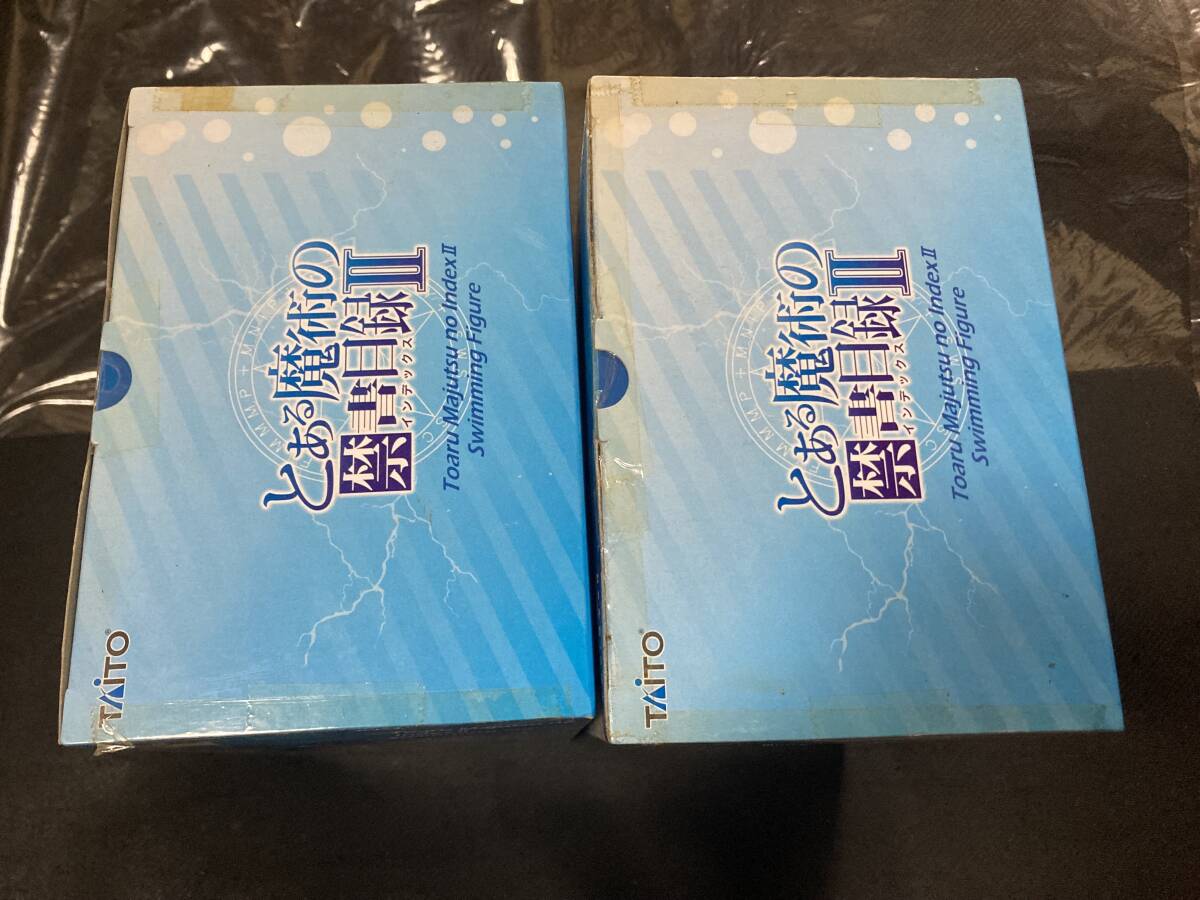 とある魔術の
禁書目録II
インデックス
Toaru Majutsu no Index II
Swimming Figure
TAITO
とある魔術の
禁書目録II
インデックス
Toaru Majutsu no Index II
Swimming Figure
TAITO